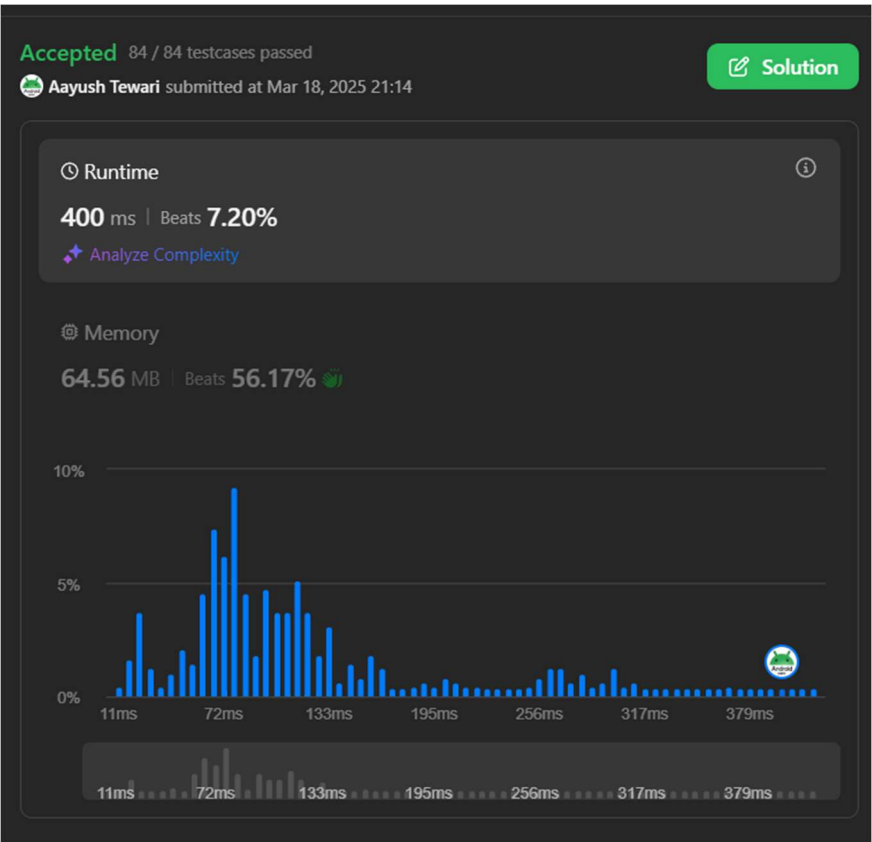 Accepted 84 / 84 testcases passed
Solution
Aayush Tewari submitted at Mar 18, 2025 21:14
Runtime
400 ms | Beats 7.20%
Analyze Complexity
Memory
64.56 MB | Beats 56.17%
10%
5%
0%
11ms 72ms 133ms 195ms 256ms 317ms 379ms
Android
11ms 72ms 133ms 195ms 256ms 317ms 379ms